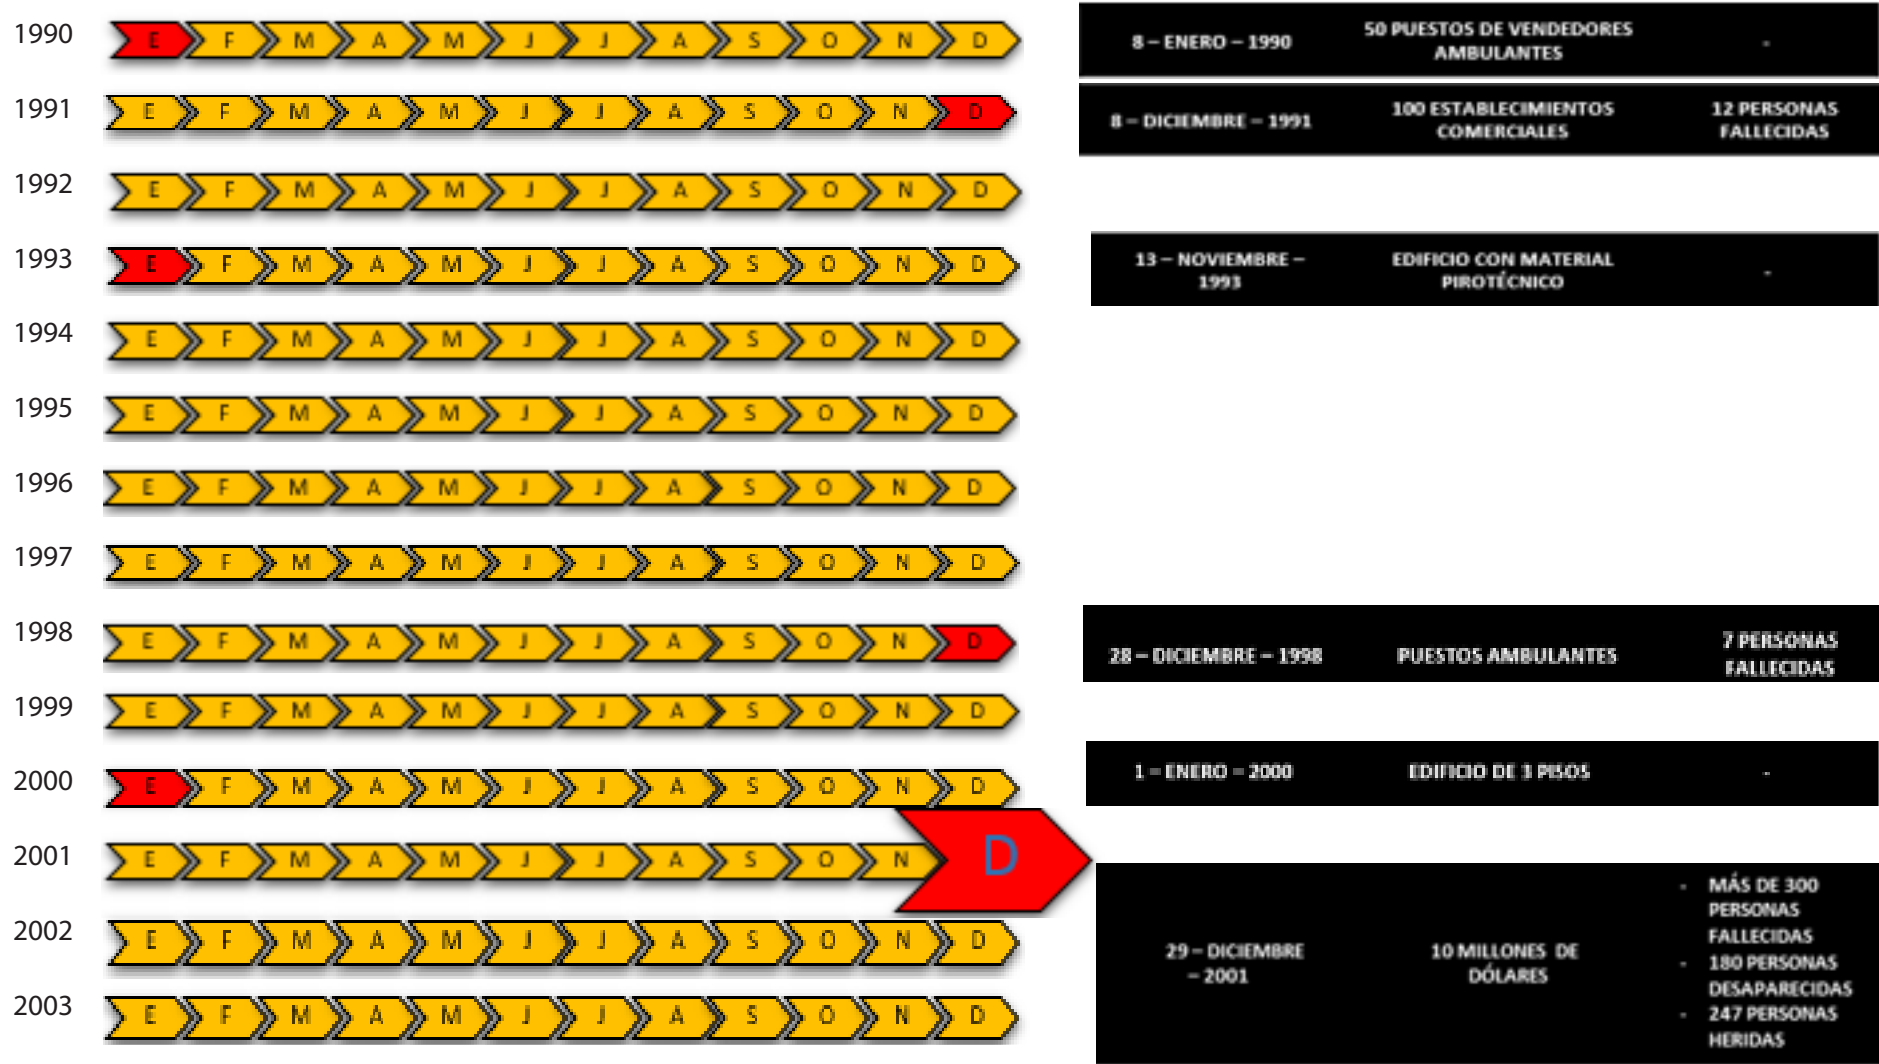 1990
E F M A M J J A S O N D
8 – ENERO – 1990
50 PUESTOS DE VENDEDORES
AMBULANTES
-
1991
E F M A M J J A S O N D
8 – DICIEMBRE – 1991
100 ESTABLECIMIENTOS
COMERCIALES
12 PERSONAS
FALLECIDAS
1992
E F M A M J J A S O N D
1993
E F M A M J J A S O N D
13 – NOVIEMBRE –
1993
EDIFICIO CON MATERIAL
PIROTÉCNICO
-
1994
E F M A M J J A S O N D
1995
E F M A M J J A S O N D
1996
E F M A M J J A S O N D
1997
E F M A M J J A S O N D
1998
E F M A M J J A S O N D
28 – DICIEMBRE – 1998
PUESTOS AMBULANTES
7 PERSONAS
FALLECIDAS
1999
E F M A M J J A S O N D
2000
E F M A M J J A S O N D
1 – ENERO – 2000
EDIFICIO DE 3 PISOS
-
2001
E F M A M J J A S O N D
2002
E F M A M J J A S O N D
2003
E F M A M J J A S O N D
29 – DICIEMBRE
– 2001
10 MILLONES DE
DÓLARES
- MÁS DE 300
PERSONAS
FALLECIDAS
- 180 PERSONAS
DESAPARECIDAS
- 247 PERSONAS
HERIDAS